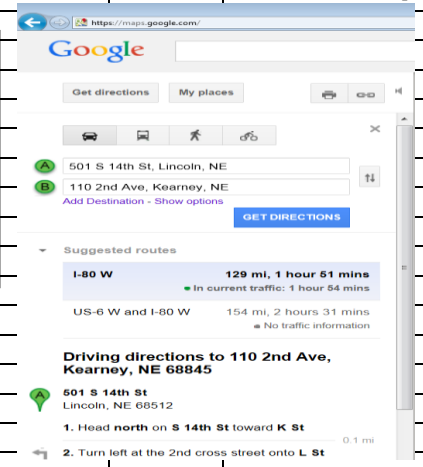 https://maps.google.com/
Google
Get directions My places
A 501 S 14th St, Lincoln, NE
B 110 2nd Ave, Kearney, NE
Add Destination - Show options
GET DIRECTIONS
Suggested routes
I-80 W 129 mi, 1 hour 51 mins
In current traffic: 1 hour 54 mins
US-6 W and I-80 W 154 mi, 2 hours 31 mins
No traffic information
Driving directions to 110 2nd Ave,
Kearney, NE 68845
A 501 S 14th St
Lincoln, NE 68512
1. Head north on S 14th St toward K St
0.1 mi
2. Turn left at the 2nd cross street onto L St